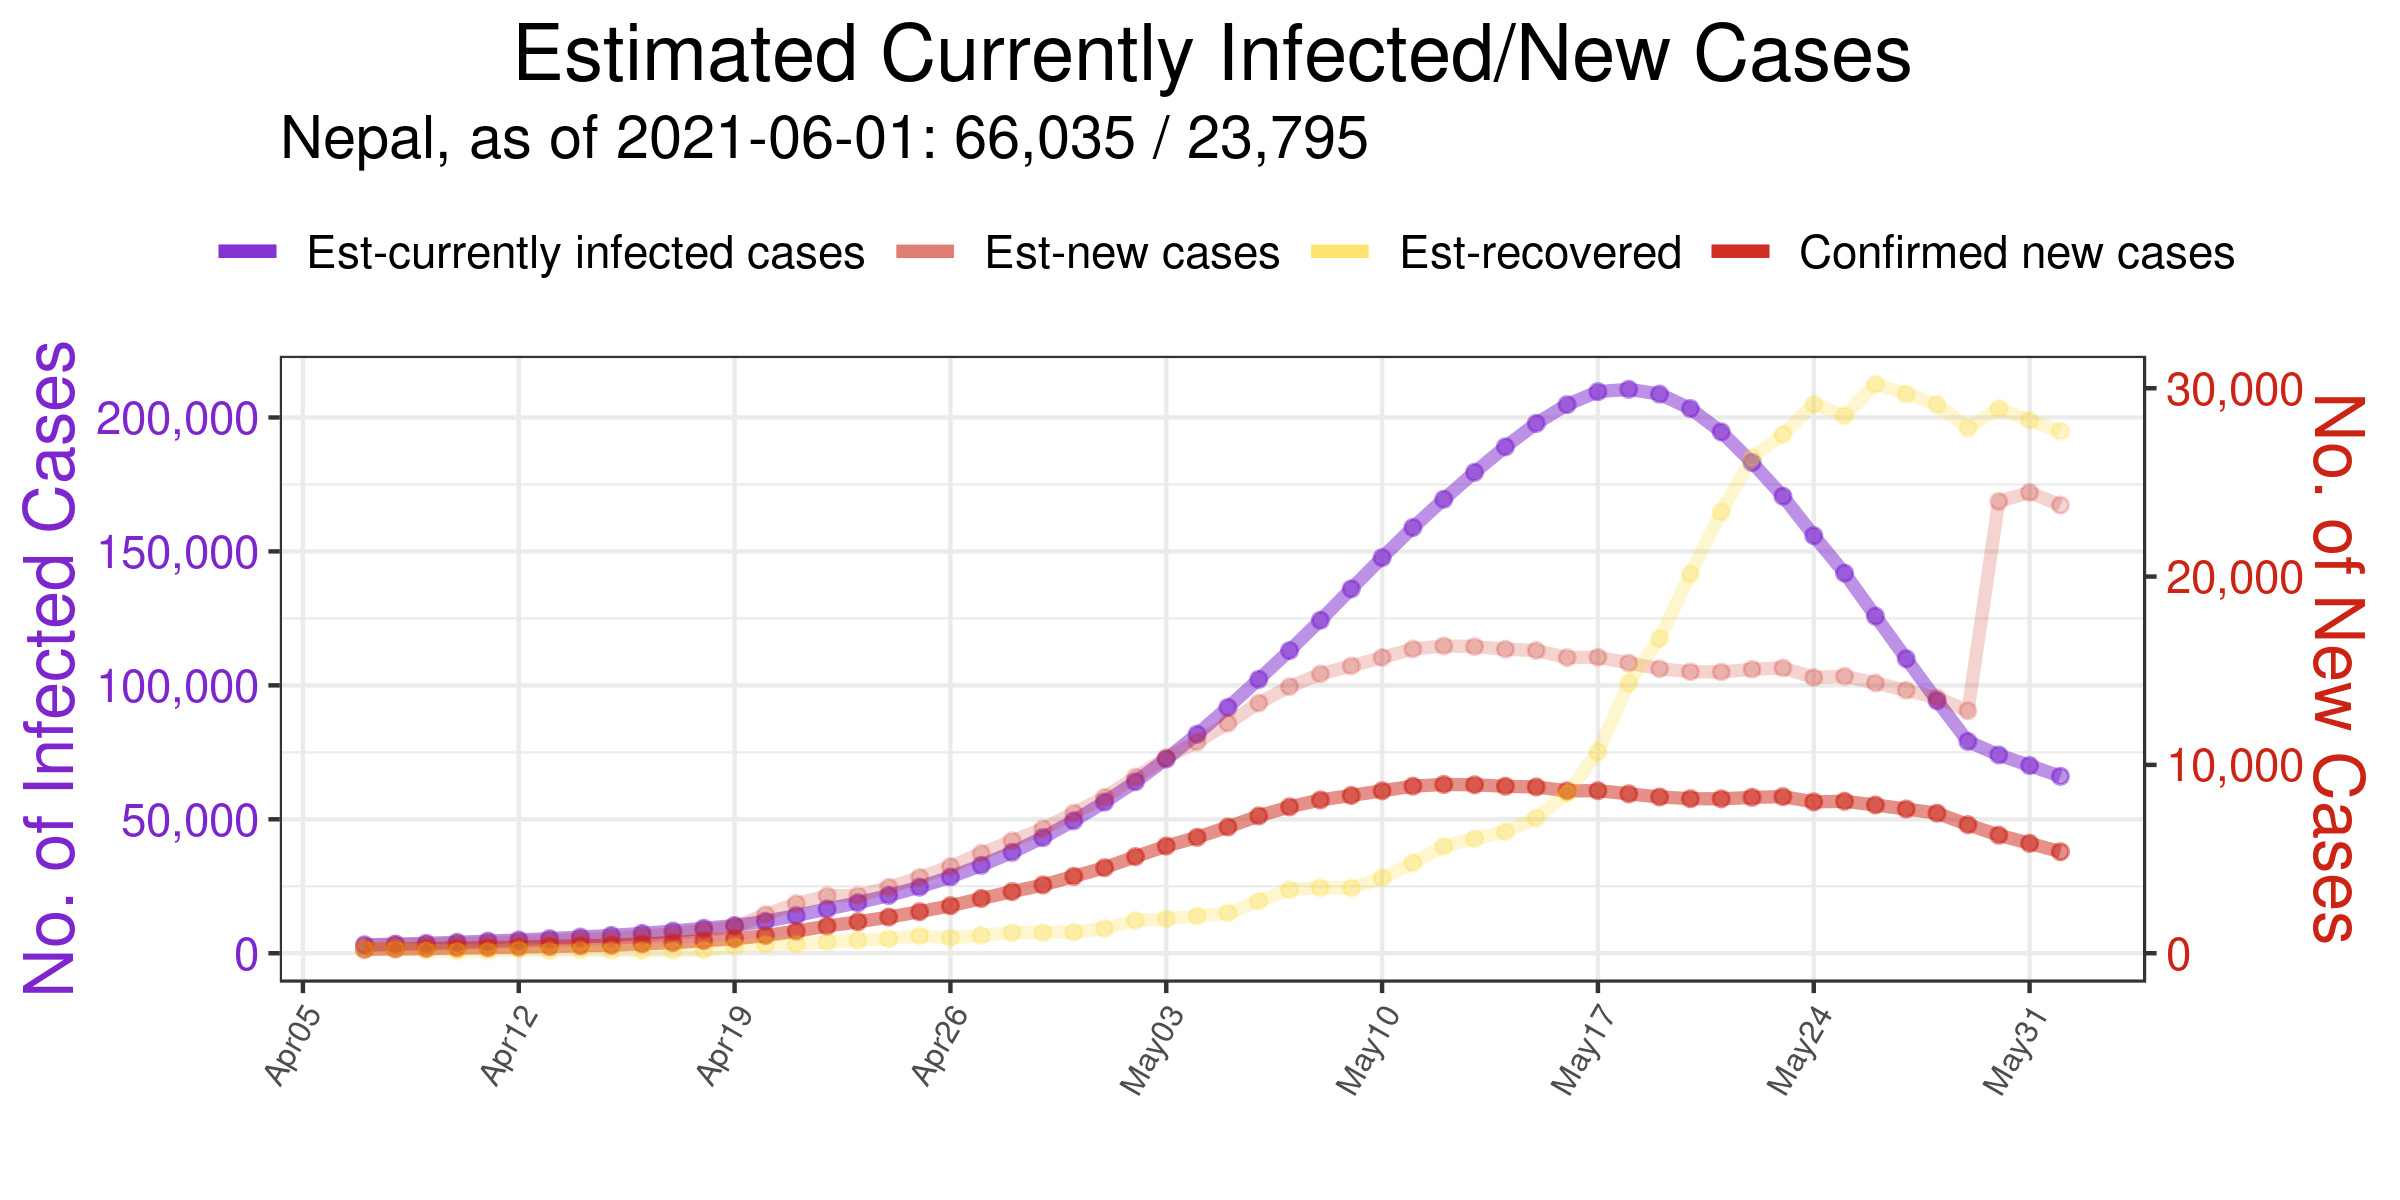 Estimated Currently Infected/New Cases
Nepal, as of 2021-06-01: 66,035 / 23,795
Est-currently infected cases Est-new cases Est-recovered Confirmed new cases
No. of Infected Cases
200,000
150,000
100,000
50,000
0
30,000
20,000
10,000
0
No. of New Cases
Apr05 Apr12 Apr19 Apr26 May03 May10 May17 May24 May31